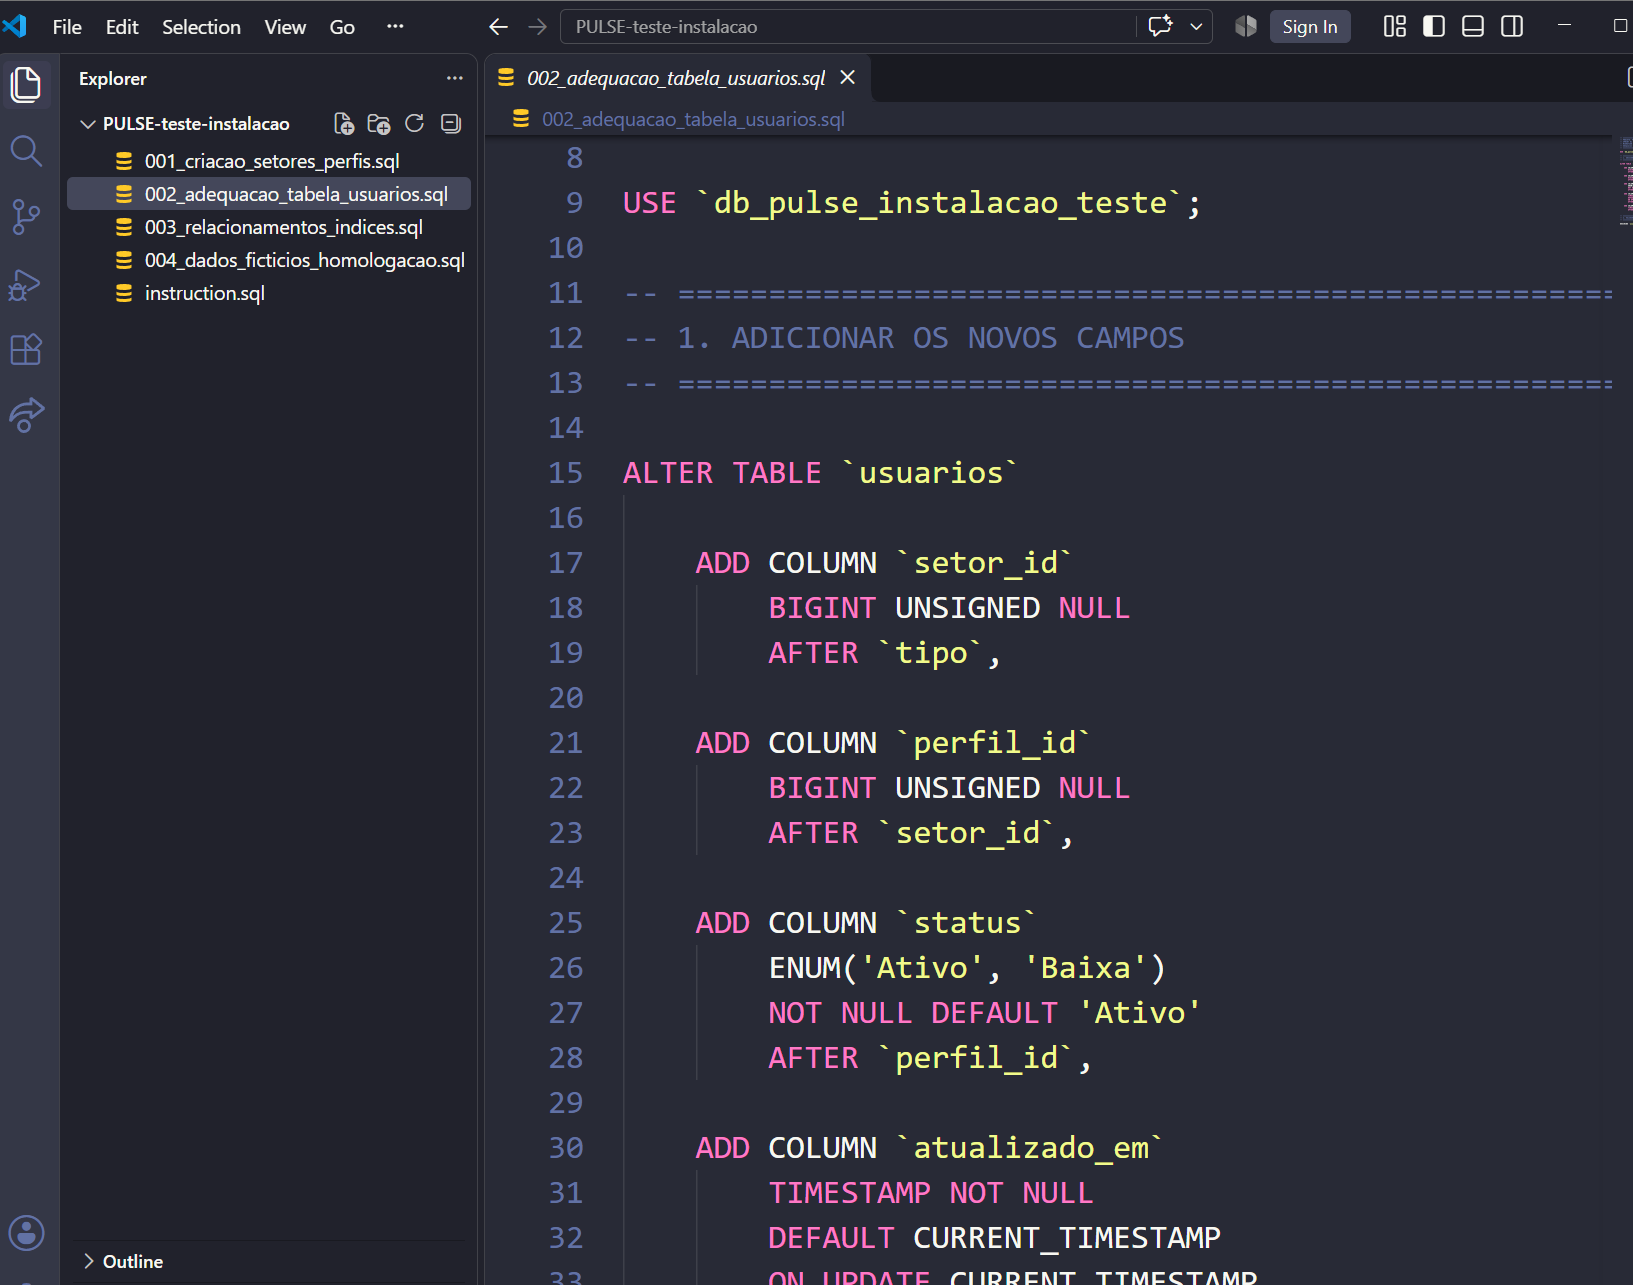 File Edit Selection View Go ···
PULSE-teste-instalacao
Sign In
Explorer
PULSE-teste-instalacao
001_criacao_setores_perfis.sql
002_adequacao_tabela_usuarios.sql
003_relacionamentos_indices.sql
004_dados_ficticios_homologacao.sql
instruction.sql
Outline
002_adequacao_tabela_usuarios.sql
002_adequacao_tabela_usuarios.sql
8
9 USE `db_pulse_instalacao_teste`;
10
11 -- ====================================================
12 -- 1. ADICIONAR OS NOVOS CAMPOS
13 -- ====================================================
14
15 ALTER TABLE `usuarios`
16
17 ADD COLUMN `setor_id`
18 BIGINT UNSIGNED NULL
19 AFTER `tipo`,
20
21 ADD COLUMN `perfil_id`
22 BIGINT UNSIGNED NULL
23 AFTER `setor_id`,
24
25 ADD COLUMN `status`
26 ENUM('Ativo', 'Baixa')
27 NOT NULL DEFAULT 'Ativo'
28 AFTER `perfil_id`,
29
30 ADD COLUMN `atualizado_em`
31 TIMESTAMP NOT NULL
32 DEFAULT CURRENT_TIMESTAMP
33 ON UPDATE CURRENT_TIMESTAMP